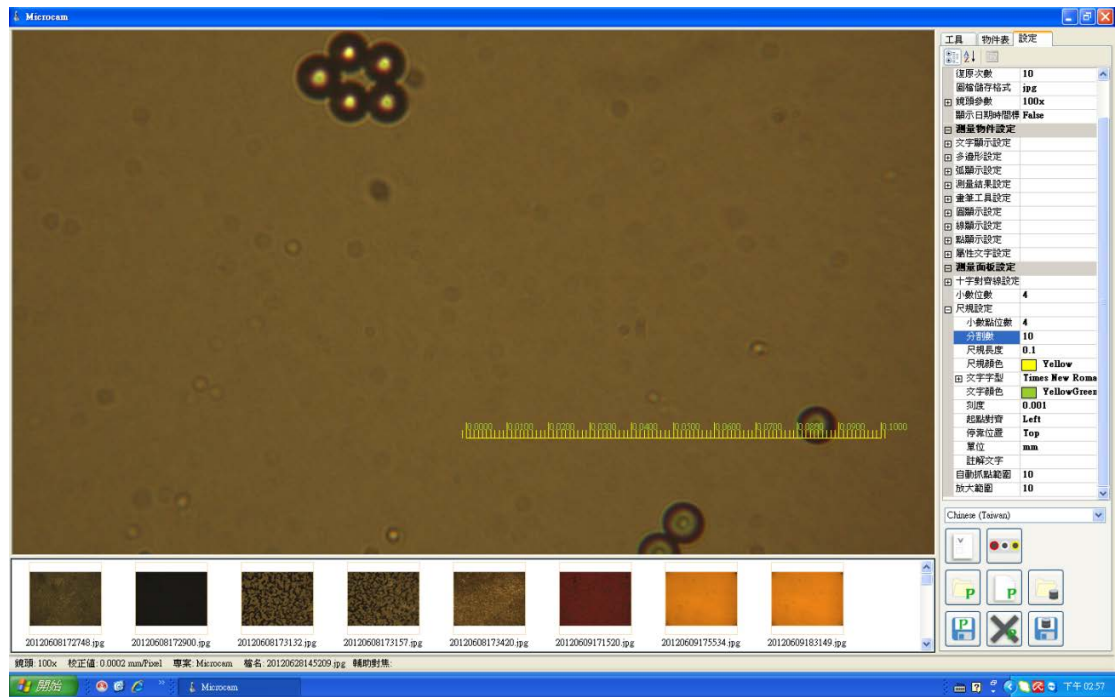 Microcam
工具 物件表 設定
復原次數 10
圖檔儲存格式 jpg
鏡頭參數 100x
顯示日期時間標 False
測量物件設定
文字顯示設定
多邊形設定
弧顯示設定
測量結果設定
畫筆工具設定
圓顯示設定
線顯示設定
點顯示設定
屬性文字設定
測量面板設定
十字對齊線設定
小數位數 4
尺規設定
小數點位數 4
分割數 10
尺規長度 0.1
尺規顏色 Yellow
文字字型 Times New Roma
文字顏色 YellowGreen
刻度 0.001
起點對齊 Left
停靠位置 Top
單位 mm
註解文字
自動抓點範圍 10
放大範圍 10
0.0000 0.0100 0.0200 0.0300 0.0400 0.0500 0.0600 0.0700 0.0800 0.0900 0.1000
Chinese (Taiwan)
20120608172748.jpg 20120608172900.jpg 20120608173132.jpg 20120608173157.jpg 20120608173420.jpg 20120609171520.jpg 20120609175534.jpg 20120609183149.jpg
鏡頭: 100x 校正值: 0.0002 mm/Pixel 專案: Microcam 檔名: 20120628145209.jpg 輔助對焦:
開始 Microcam 下午 02:57